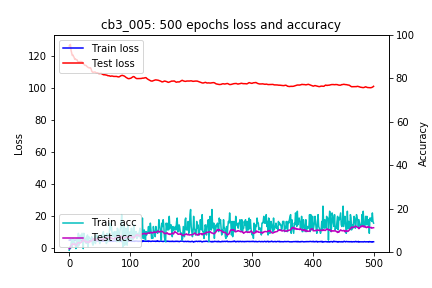 cb3_005: 500 epochs loss and accuracy
Train loss
Test loss
Train acc
Test acc
Loss
Accuracy
120
100
80
60
40
20
0
100
80
60
40
20
0
0
100
200
300
400
500